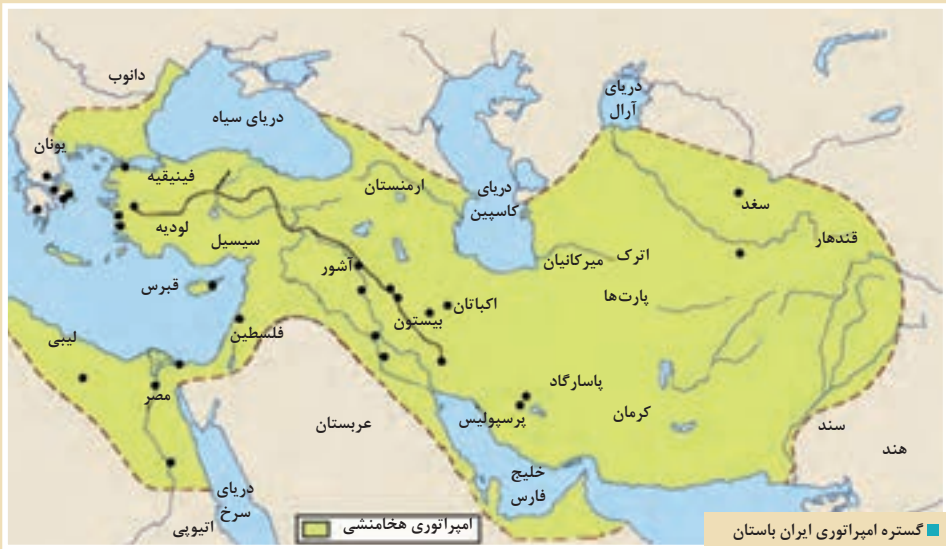 دانوب
دریای سیاه
دریای
آرال
یونان
فینیقیه
ارمنستان
دریای
کاسپین
سغد
لودیه
سیسیل
قندهار
اترک
میرکانیان
آشور
قبرس
پارت‌ها
اکباتان
بیستون
فلسطین
لیبی
پاسارگاد
مصر
کرمان
پرسپولیس
عربستان
سند
هند
خلیج
فارس
دریای
سرخ
اتیوپی
امپراتوری هخامنشی
گستره امپراتوری ایران باستان